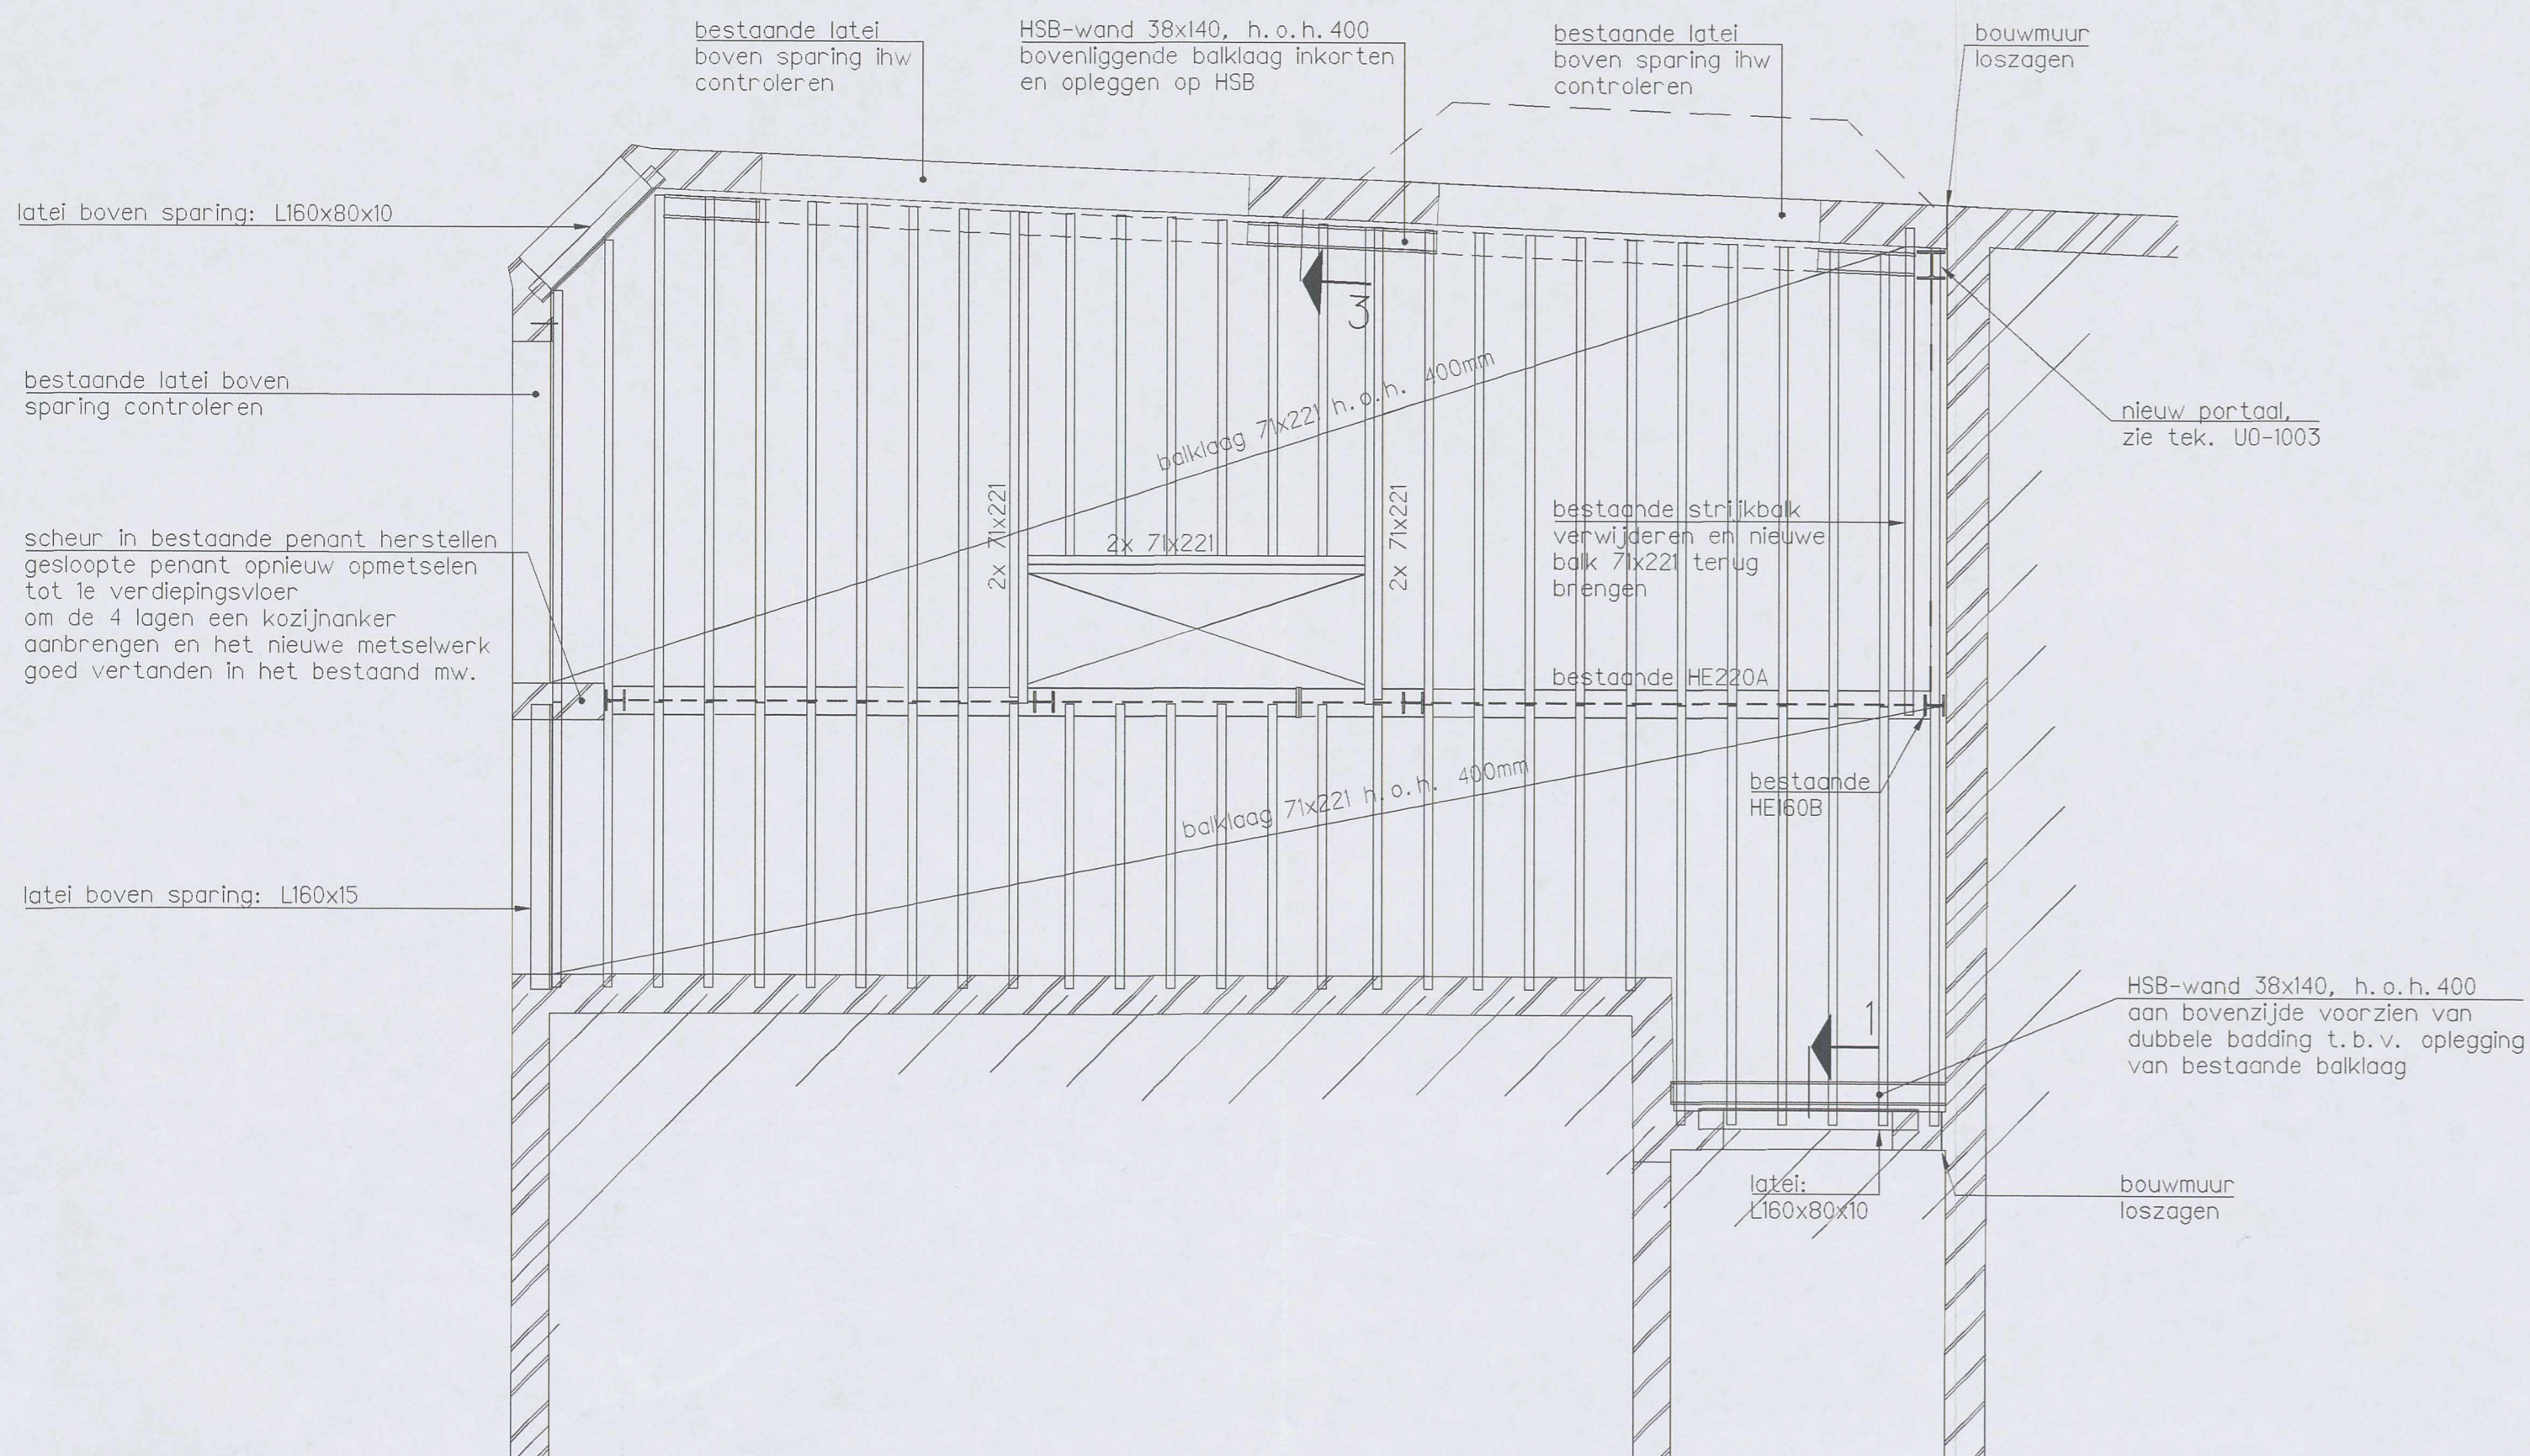 bestaande latei
boven sparing ihw
controleren
HSB-wand 38x140, h.o.h. 400
bovenliggende balklaag inkorten
en opleggen op HSB
bestaande latei
boven sparing ihw
controleren
bouwmuur
loszagen
latei boven sparing: L160x80x10
3
bestaande latei boven
sparing controleren
balklaag 71x221 h.o.h. 400mm
nieuw portaal,
zie tek. U0-1003
scheur in bestaande penant herstellen
gesloopte penant opnieuw opmetselen
tot 1e verdiepingsvloer
om de 4 lagen een kozijnanker
aanbrengen en het nieuwe metselwerk
goed vertanden in het bestaand mw.
2x 71x221
2x 71x221
2x 71x221
bestaande strijkbalk
verwijderen en nieuwe
balk 71x221 terug
brengen
bestaande HE220A
bestaande
HE160B
balklaag 71x221 h.o.h. 400mm
latei boven sparing: L160x15
HSB-wand 38x140, h.o.h. 400
aan bovenzijde voorzien van
dubbele badding t.b.v. oplegging
van bestaande balklaag
1
latei:
L160x80x10
bouwmuur
loszagen